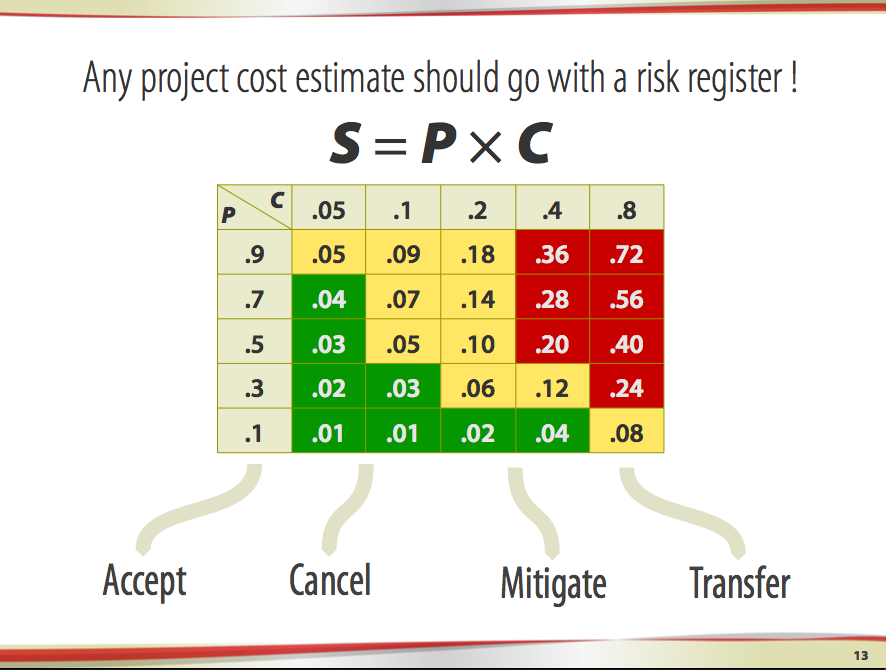 Any project cost estimate should go with a risk register !
S = P × C
P C .05 .1 .2 .4 .8
.9 .05 .09 .18 .36 .72
.7 .04 .07 .14 .28 .56
.5 .03 .05 .10 .20 .40
.3 .02 .03 .06 .12 .24
.1 .01 .01 .02 .04 .08
Accept Cancel Mitigate Transfer
13